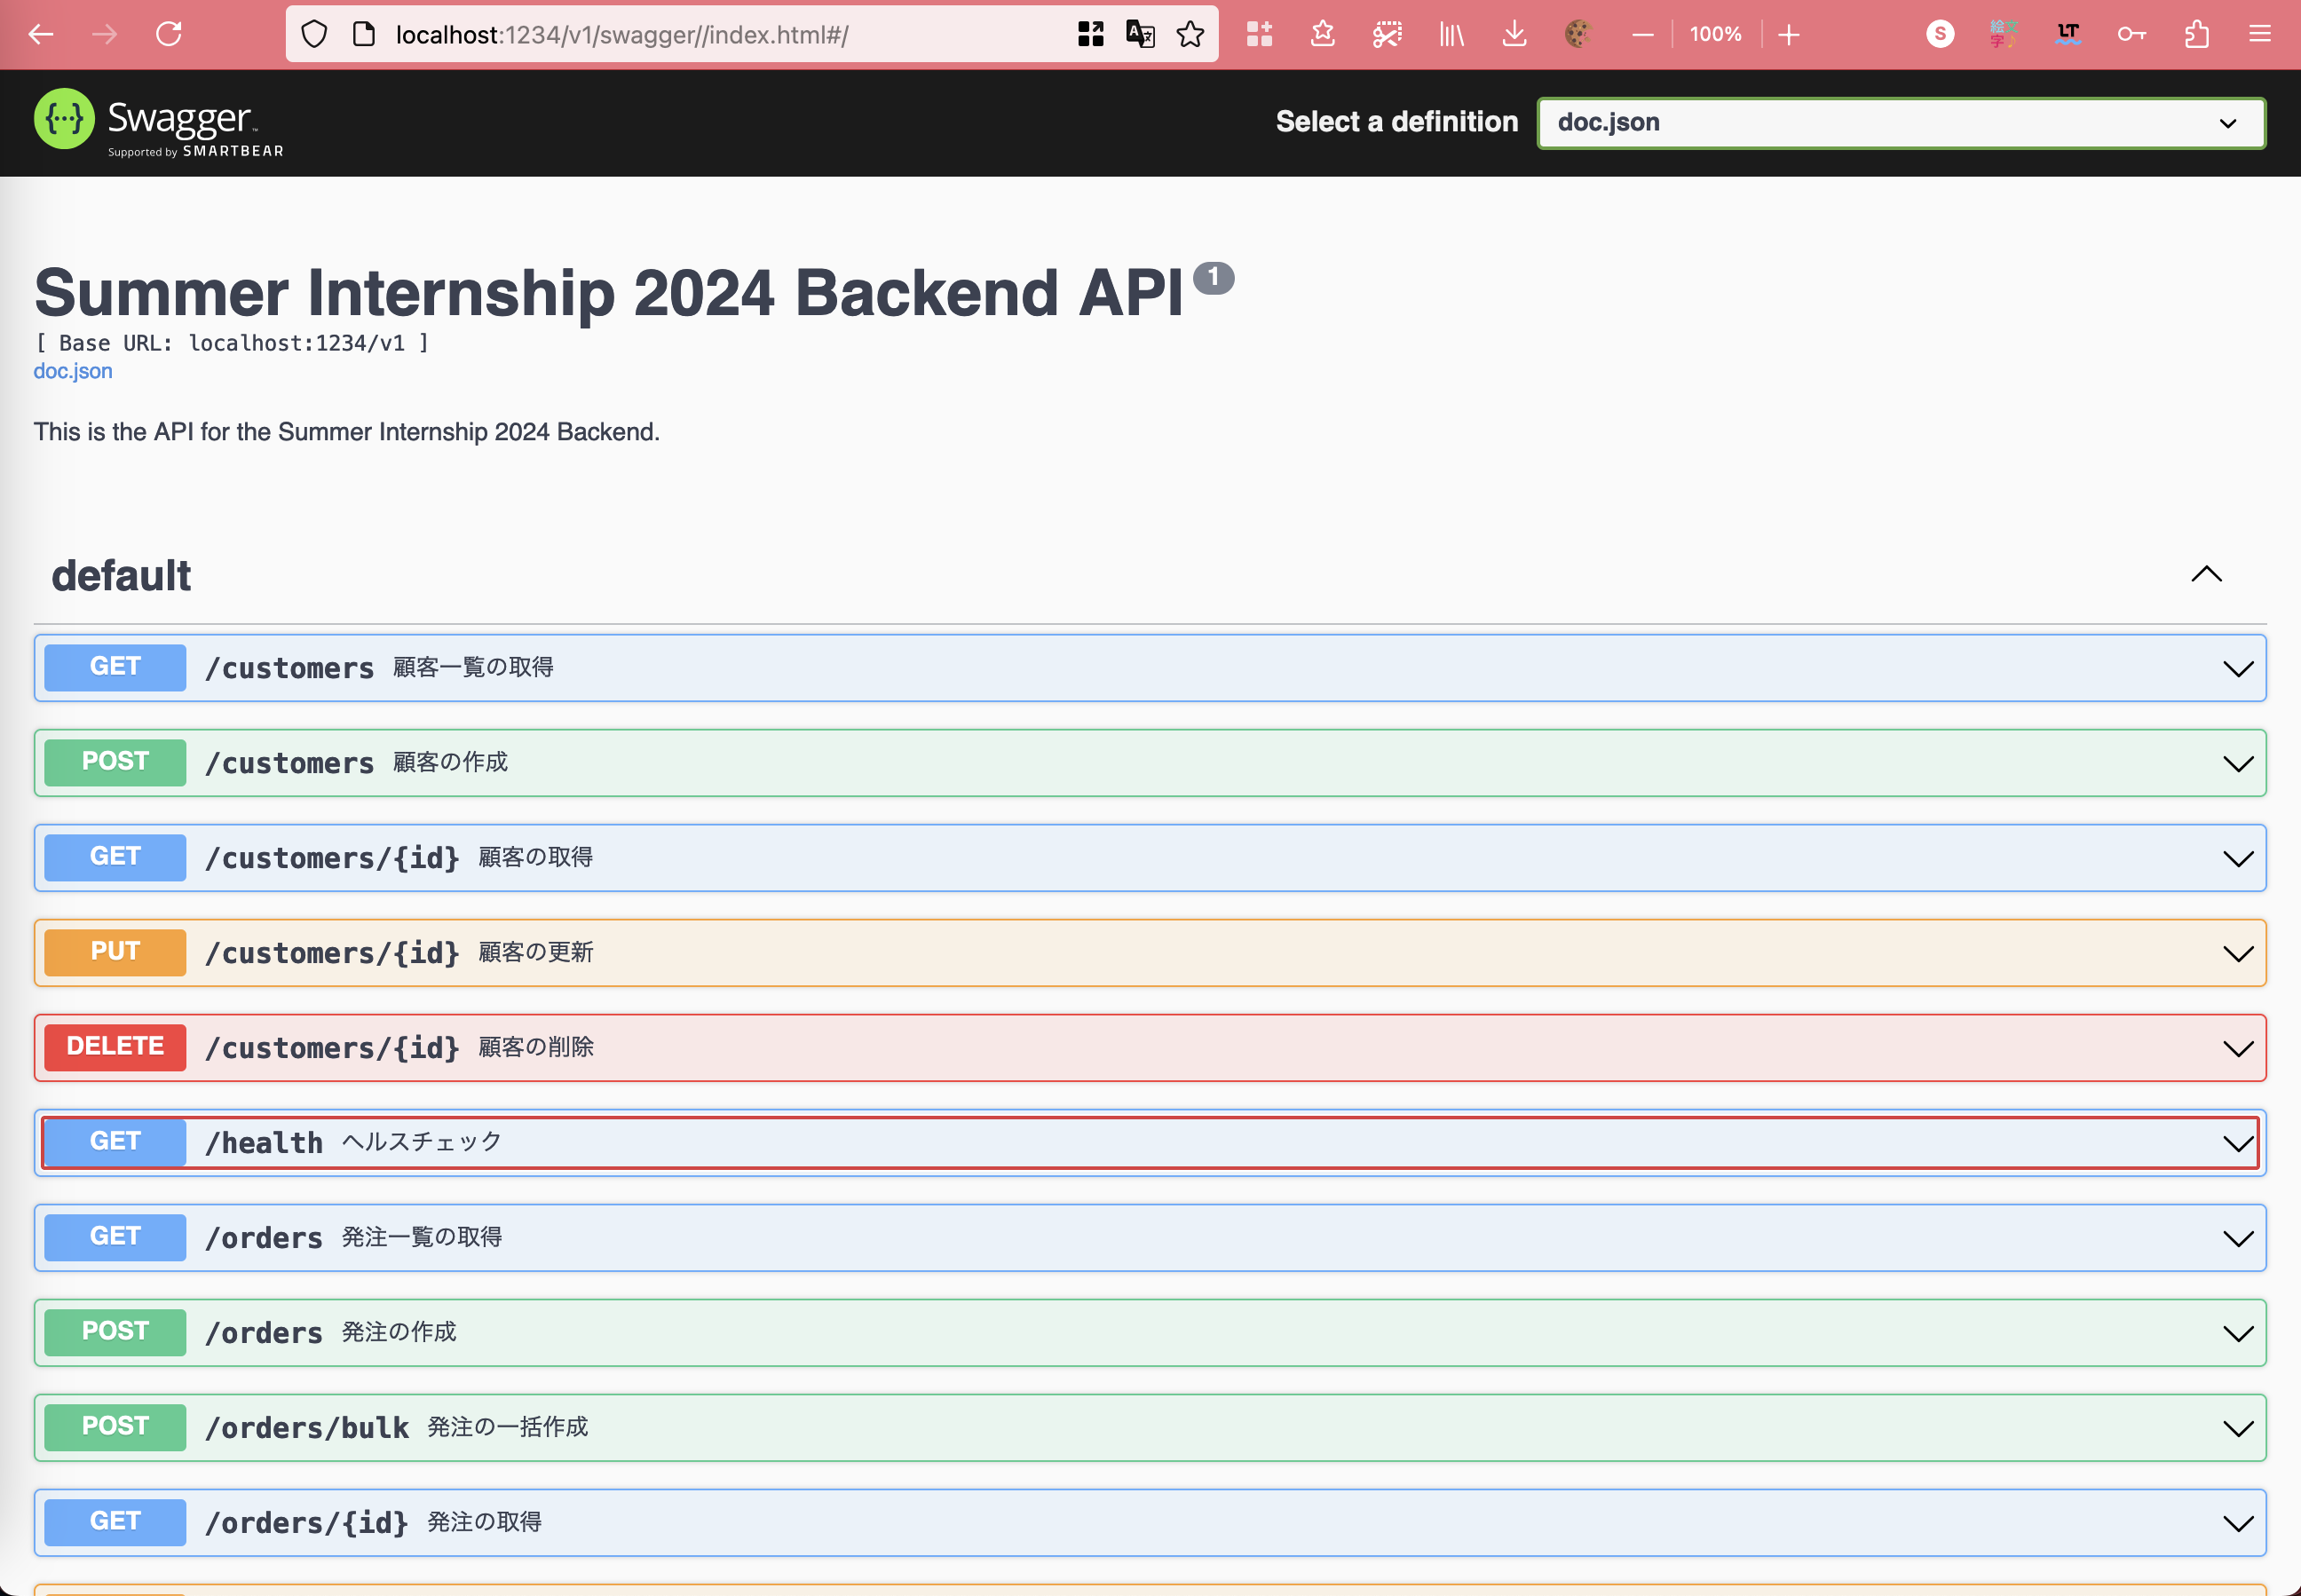 localhost:1234/v1/swagger//index.html#/
100%
S
絵文字♪
LT
{...} Swagger
Supported by SMARTBEAR
Select a definition
doc.json
Summer Internship 2024 Backend API 1
[ Base URL: localhost:1234/v1 ]
doc.json
This is the API for the Summer Internship 2024 Backend.
default
GET /customers 顧客一覧の取得
POST /customers 顧客の作成
GET /customers/{id} 顧客の取得
PUT /customers/{id} 顧客の更新
DELETE /customers/{id} 顧客の削除
GET /health ヘルスチェック
GET /orders 発注一覧の取得
POST /orders 発注の作成
POST /orders/bulk 発注の一括作成
GET /orders/{id} 発注の取得